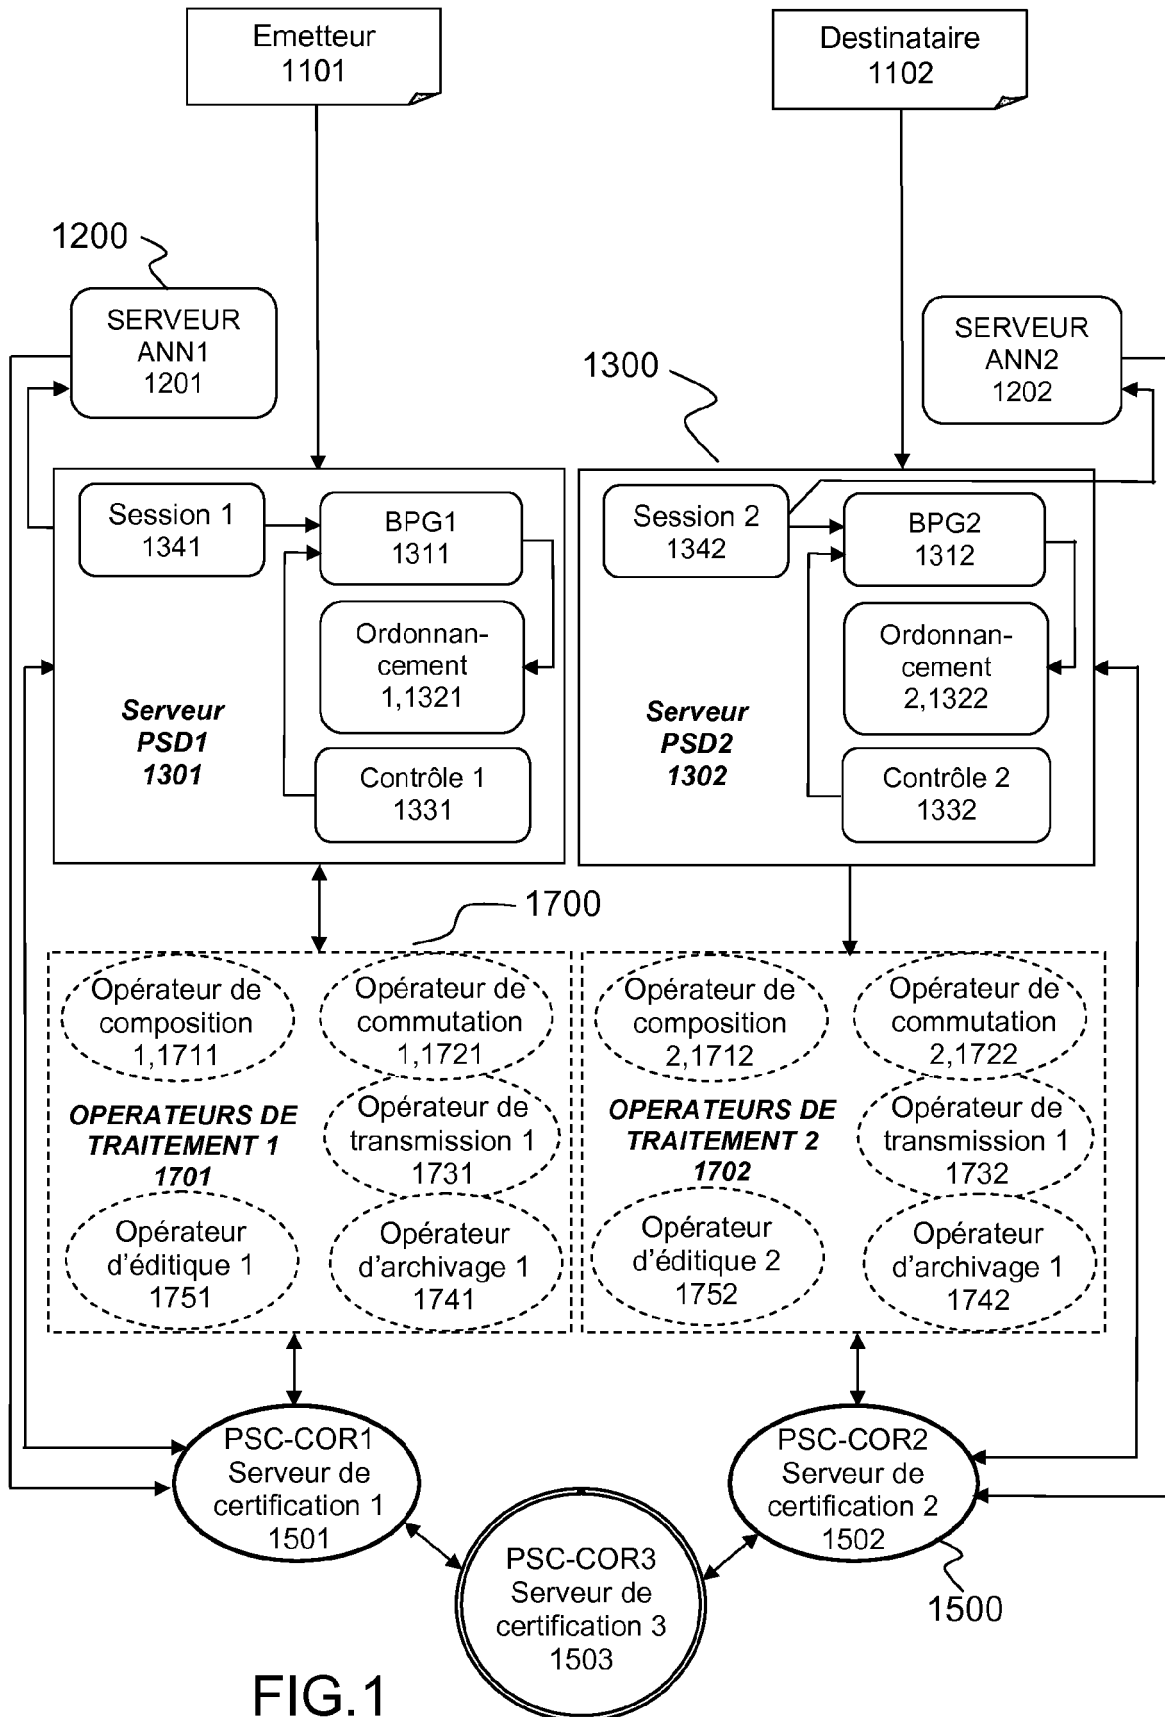 Emetteur
1101
Destinataire
1102
1200
SERVEUR
ANN1
1201
SERVEUR
ANN2
1202
1300
Session 1
1341
BPG1
1311
Ordonnan-
cement
1,1321
Serveur
PSD1
1301
Contrôle 1
1331
Session 2
1342
BPG2
1312
Ordonnan-
cement
2,1322
Serveur
PSD2
1302
Contrôle 2
1332
1700
Opérateur de
composition
1,1711
Opérateur de
commutation
1,1721
OPERATEURS DE
TRAITEMENT 1
1701
Opérateur de
transmission 1
1731
Opérateur
d'éditique 1
1751
Opérateur
d'archivage 1
1741
Opérateur de
composition
2,1712
Opérateur de
commutation
2,1722
OPERATEURS DE
TRAITEMENT 2
1702
Opérateur de
transmission 1
1732
Opérateur
d'éditique 2
1752
Opérateur
d'archivage 1
1742
PSC-COR1
Serveur de
certification 1
1501
PSC-COR2
Serveur de
certification 2
1502
PSC-COR3
Serveur de
certification 3
1503
1500
FIG.1